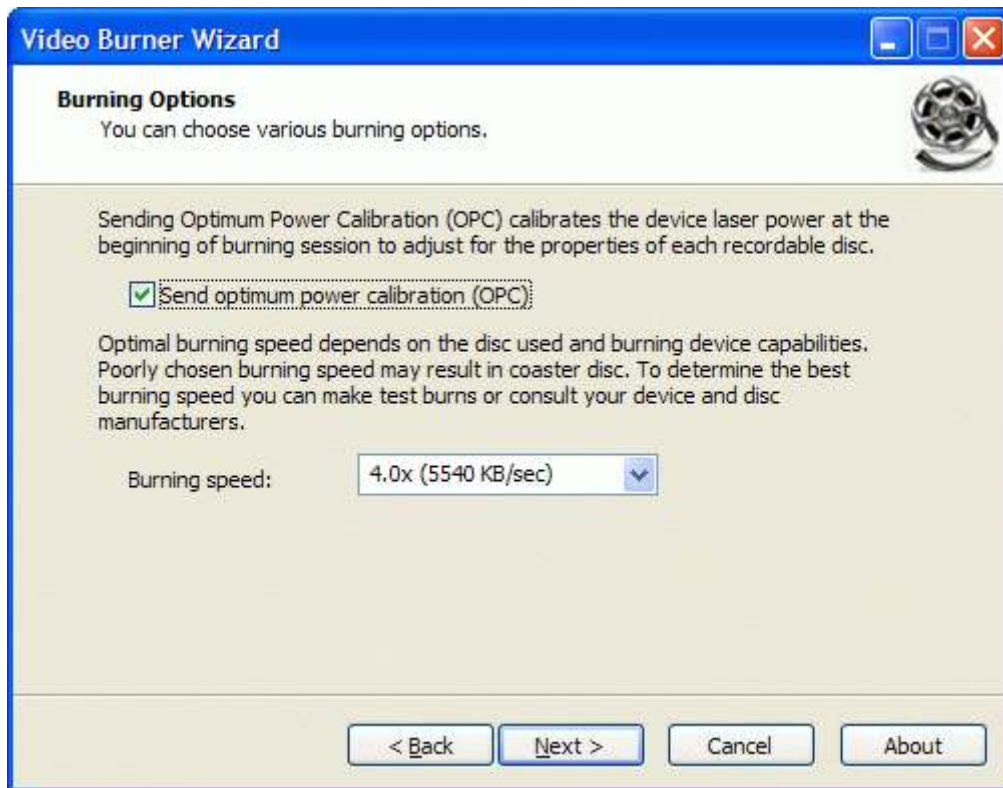 Video Burner Wizard
Burning Options
You can choose various burning options.
Sending Optimum Power Calibration (OPC) calibrates the device laser power at the
beginning of burning session to adjust for the properties of each recordable disc.
Send optimum power calibration (OPC)
Optimal burning speed depends on the disc used and burning device capabilities.
Poorly chosen burning speed may result in coaster disc. To determine the best
burning speed you can make test burns or consult your device and disc
manufacturers.
Burning speed: 4.0x (5540 KB/sec)
< Back Next > Cancel About